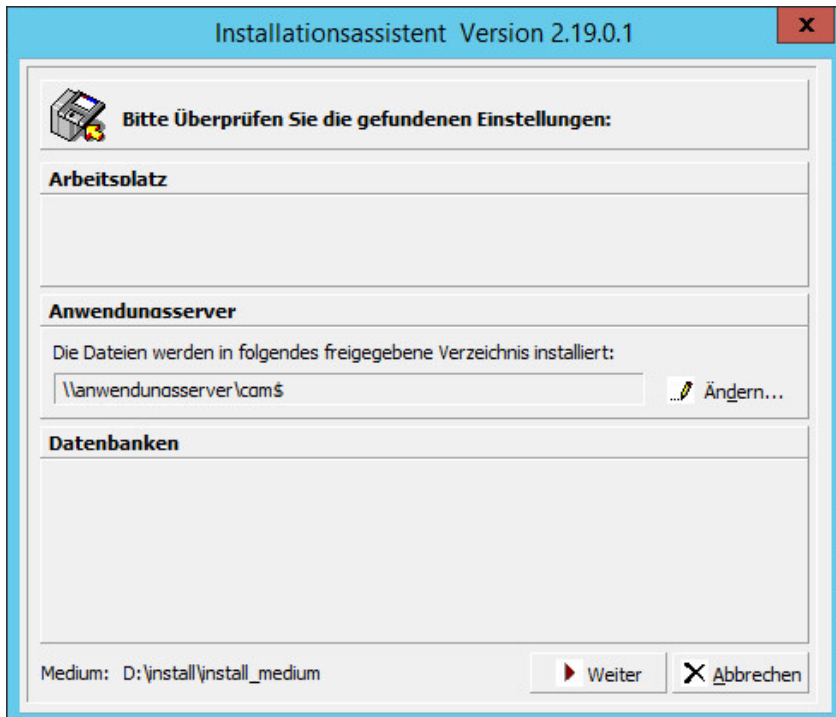 Installationsassistent Version 2.19.0.1
Bitte Überprüfen Sie die gefundenen Einstellungen:
Arbeitsplatz
Anwendungsserver
Die Dateien werden in folgendes freigegebene Verzeichnis installiert:
\\anwendungsserver\cgm$
Ändern...
Datenbanken
Medium: D:\install\install_medium
Weiter
Abbrechen